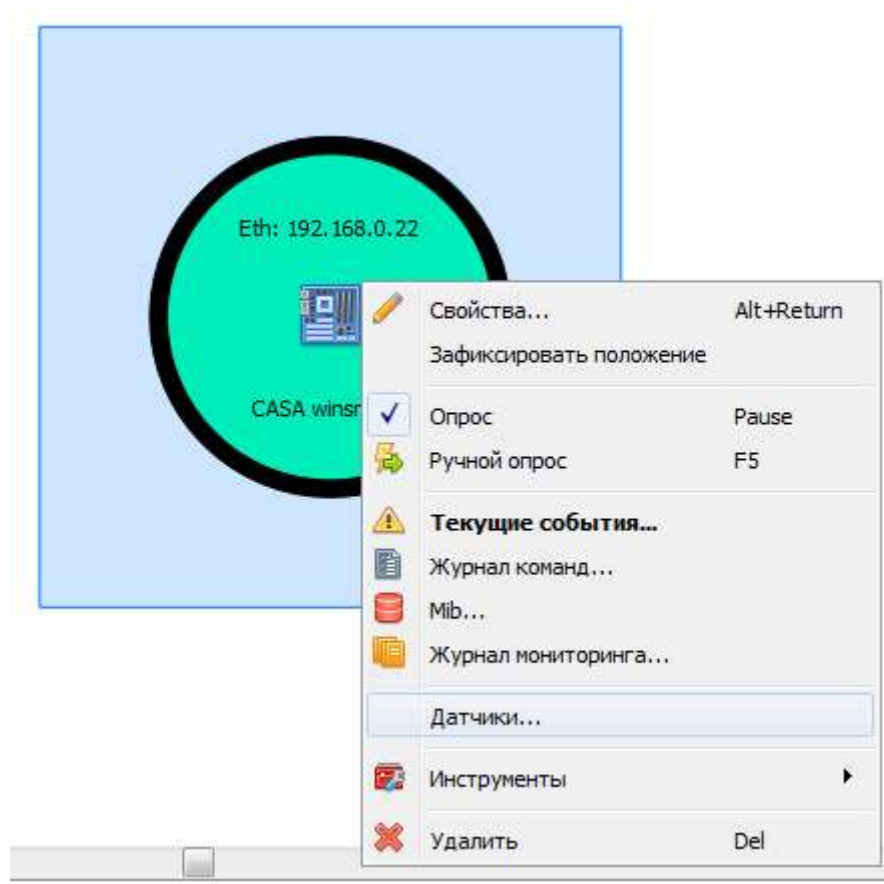 Eth: 192.168.0.22
CASA
Свойства... Alt+Return
Зафиксировать положение
Опрос Pause
Ручной опрос F5
Текущие события...
Журнал команд...
Mib...
Журнал мониторинга...
Датчики...
Инструменты
Удалить Del